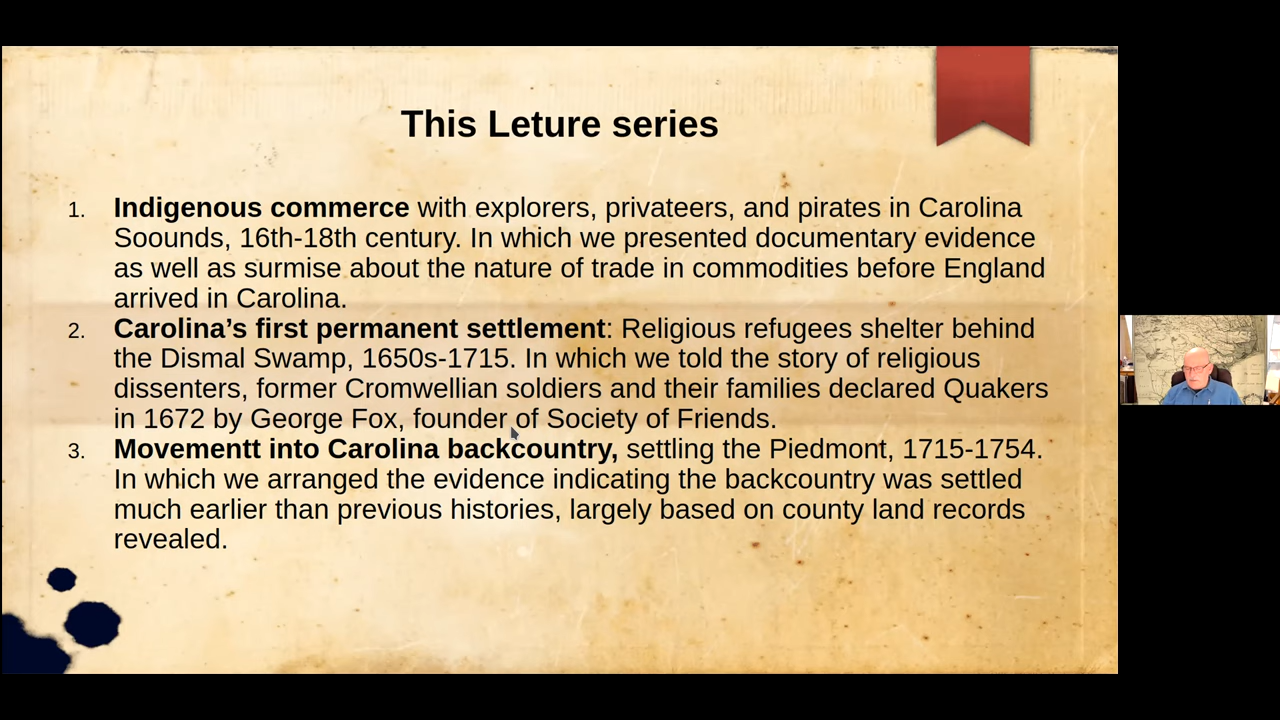 This Leture series
1. Indigenous commerce with explorers, privateers, and pirates in Carolina
Soounds, 16th-18th century. In which we presented documentary evidence
as well as surmise about the nature of trade in commodities before England
arrived in Carolina.
2. Carolina’s first permanent settlement: Religious refugees shelter behind
the Dismal Swamp, 1650s-1715. In which we told the story of religious
dissenters, former Cromwellian soldiers and their families declared Quakers
in 1672 by George Fox, founder of Society of Friends.
3. Movementt into Carolina backcountry, settling the Piedmont, 1715-1754.
In which we arranged the evidence indicating the backcountry was settled
much earlier than previous histories, largely based on county land records
revealed.